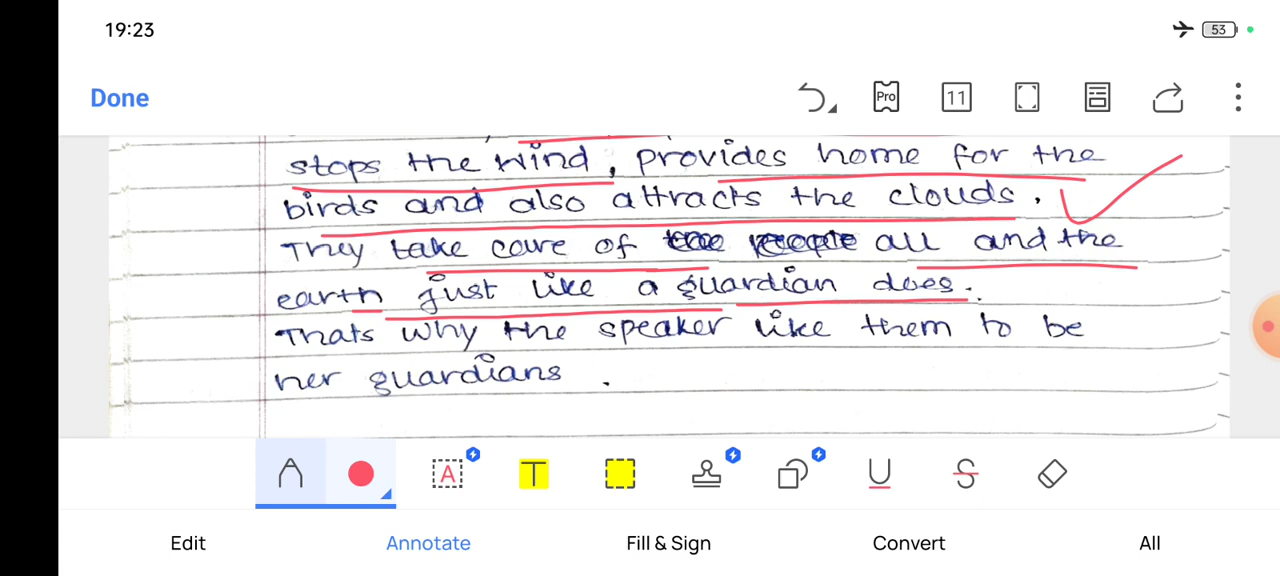 19:23
53
Done
Pro
11
stops the wind, provides home for the
birds and also attracts the clouds.
They take care of the people all and the
earth just like a guardian does.
Thats why the speaker like them to be
her guardians.
A
T
U
S
Edit
Annotate
Fill & Sign
Convert
All